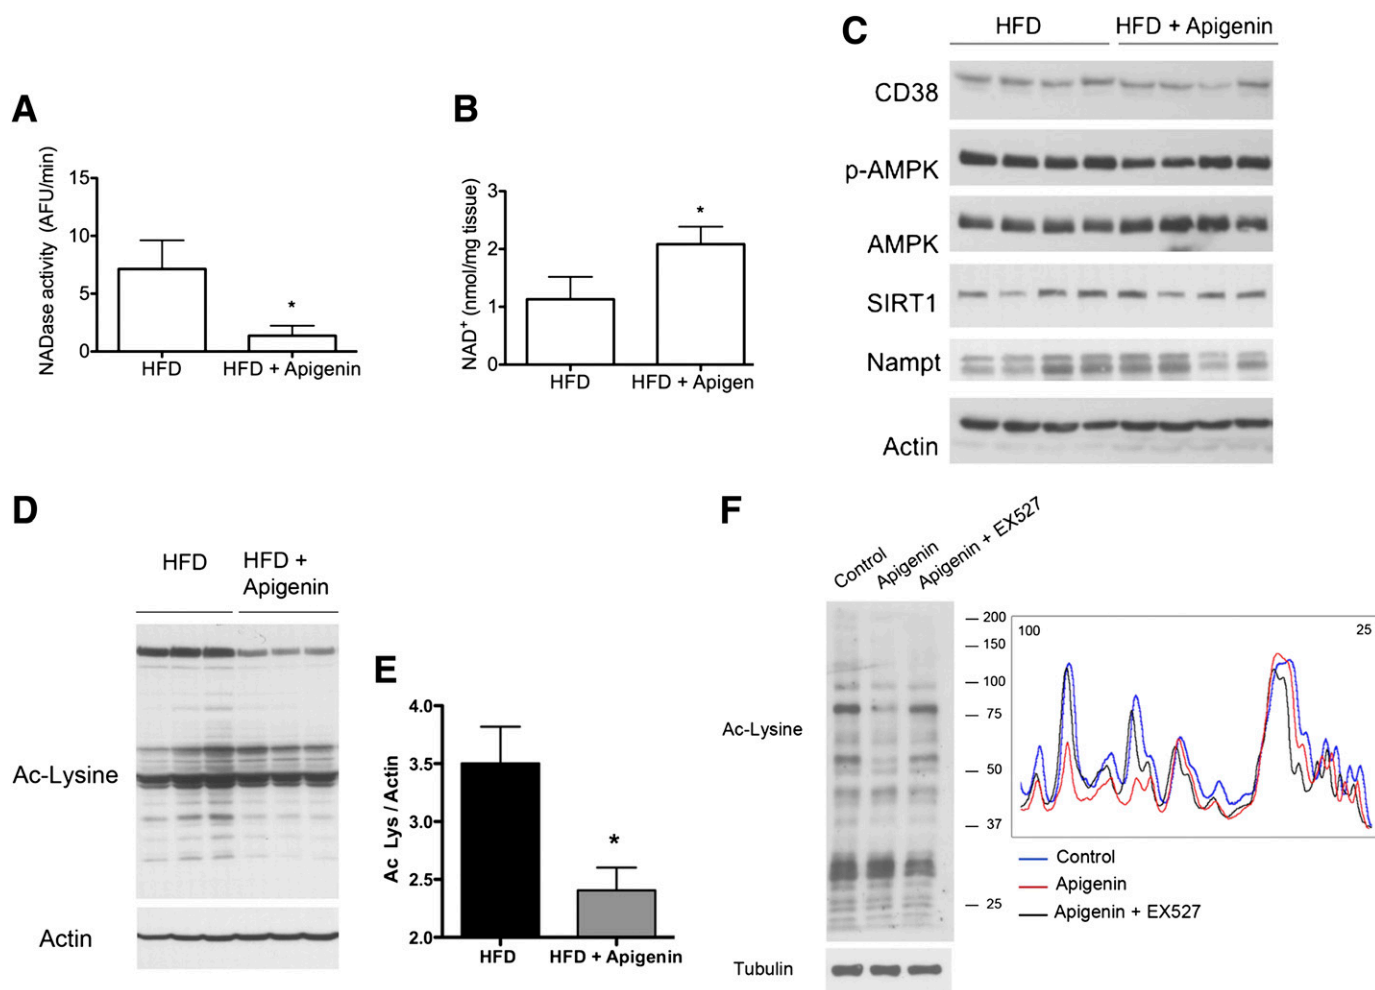 A
NADase activity (AFU/min)
15
10
5
0
*
HFD
HFD + Apigenin
B
NAD+ (nmol/mg tissue)
3
2
1
0
*
HFD
HFD + Apigen
C
HFD
HFD + Apigenin
CD38
p-AMPK
AMPK
SIRT1
Nampt
Actin
D
HFD
HFD +
Apigenin
Ac-Lysine
Actin
E
Ac Lys / Actin
4.0
3.5
3.0
2.5
2.0
*
HFD
HFD + Apigenin
F
Control
Apigenin
Apigenin + EX527
Ac-Lysine
Tubulin
200
150
100
75
50
37
25
100
25
Control
Apigenin
Apigenin + EX527